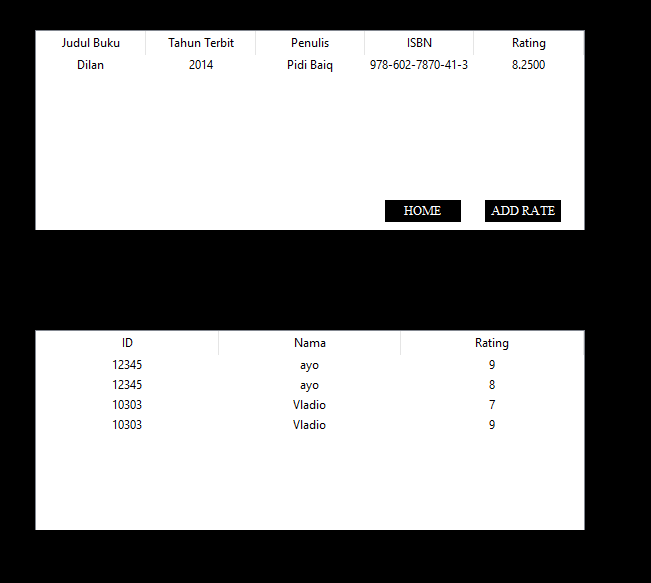 Judul Buku Tahun Terbit Penulis ISBN Rating
Dilan 2014 Pidi Baiq 978-602-7870-41-3 8.2500
HOME ADD RATE
ID Nama Rating
12345 ayo 9
12345 ayo 8
10303 Vladio 7
10303 Vladio 9